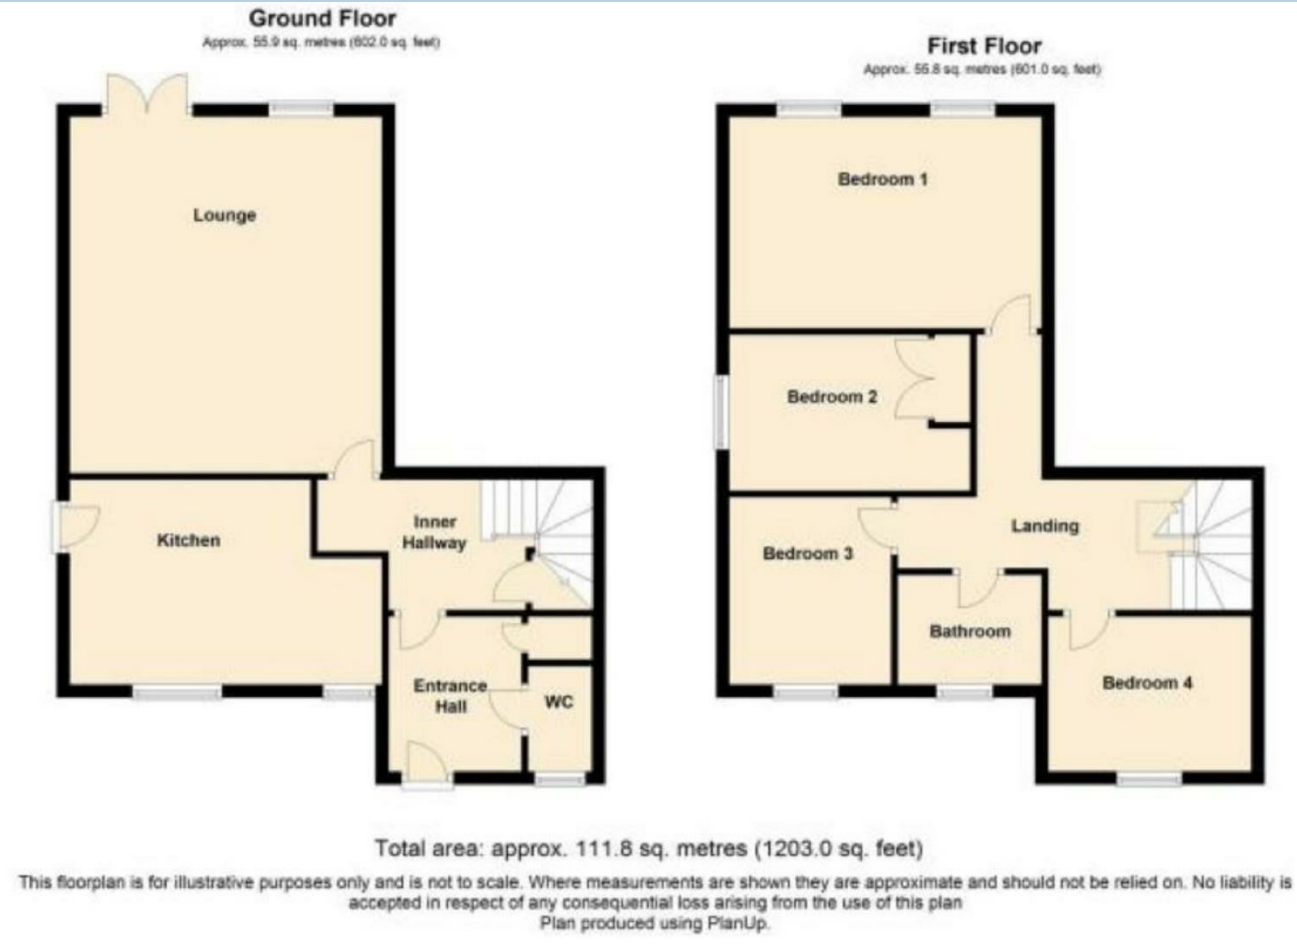 Ground Floor
Approx. 55.9 sq. metres (602.0 sq. feet)
Lounge
Kitchen
Inner
Hallway
Entrance
Hall
WC
First Floor
Approx. 55.8 sq. metres (601.0 sq. feet)
Bedroom 1
Bedroom 2
Bedroom 3
Landing
Bathroom
Bedroom 4
Total area: approx. 111.8 sq. metres (1203.0 sq. feet)
This floorplan is for illustrative purposes only and is not to scale. Where measurements are shown they are approximate and should not be relied on. No liability is
accepted in respect of any consequential loss arising from the use of this plan
Plan produced using PlanUp.